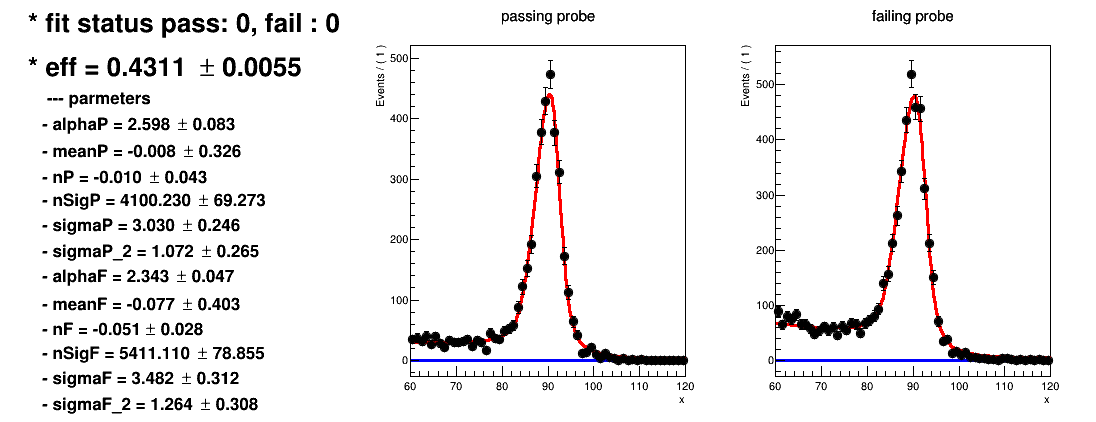 * fit status pass: 0, fail : 0
* eff = 0.4311 ± 0.0055
--- parmeters
- alphaP = 2.598 ± 0.083
- meanP = -0.008 ± 0.326
- nP = -0.010 ± 0.043
- nSigP = 4100.230 ± 69.273
- sigmaP = 3.030 ± 0.246
- sigmaP_2 = 1.072 ± 0.265
- alphaF = 2.343 ± 0.047
- meanF = -0.077 ± 0.403
- nF = -0.051 ± 0.028
- nSigF = 5411.110 ± 78.855
- sigmaF = 3.482 ± 0.312
- sigmaF_2 = 1.264 ± 0.308
passing probe
Events / ( 1 )
500
400
300
200
100
0
60 70 80 90 100 110 120
x
failing probe
Events / ( 1 )
500
400
300
200
100
0
60 70 80 90 100 110 120
x